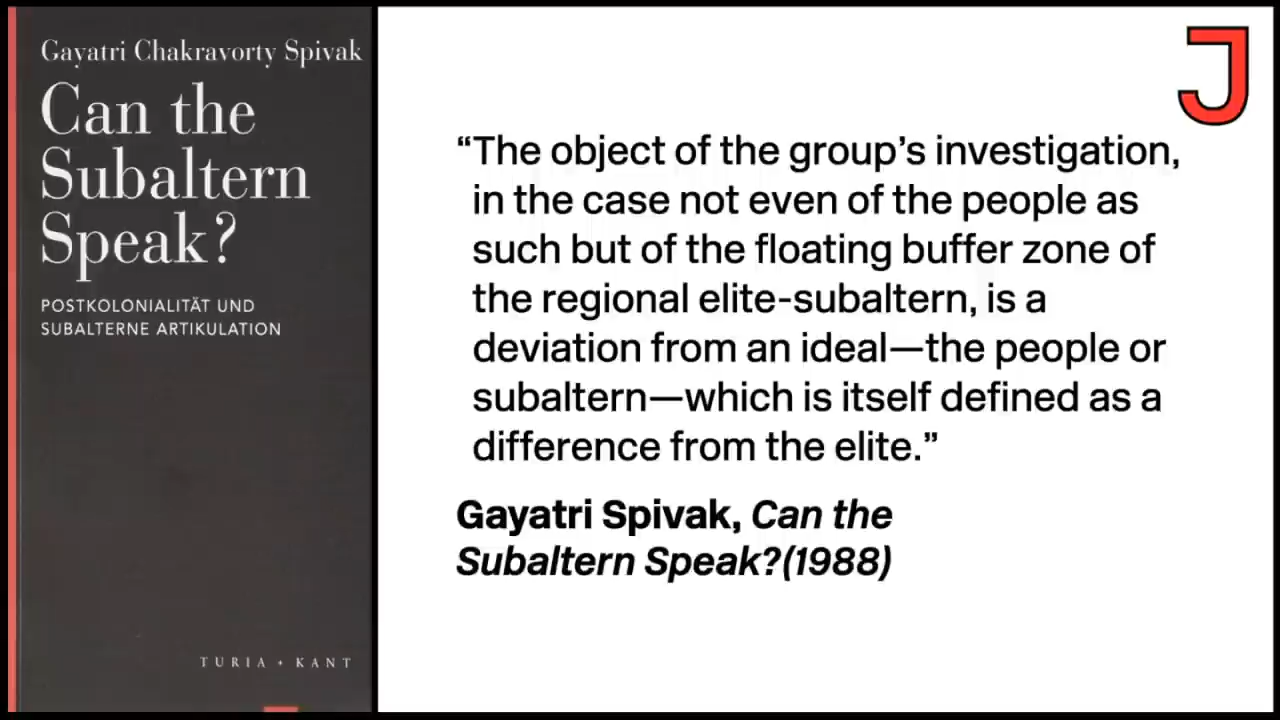 Gayatri Chakravorty Spivak
Can the
Subaltern
Speak?
POSTKOLONIALITÄT UND
SUBALTERNE ARTIKULATION
TURIA + KANT
J
“The object of the group’s investigation,
in the case not even of the people as
such but of the floating buffer zone of
the regional elite-subaltern, is a
deviation from an ideal—the people or
subaltern—which is itself defined as a
difference from the elite.”
Gayatri Spivak, Can the
Subaltern Speak?(1988)